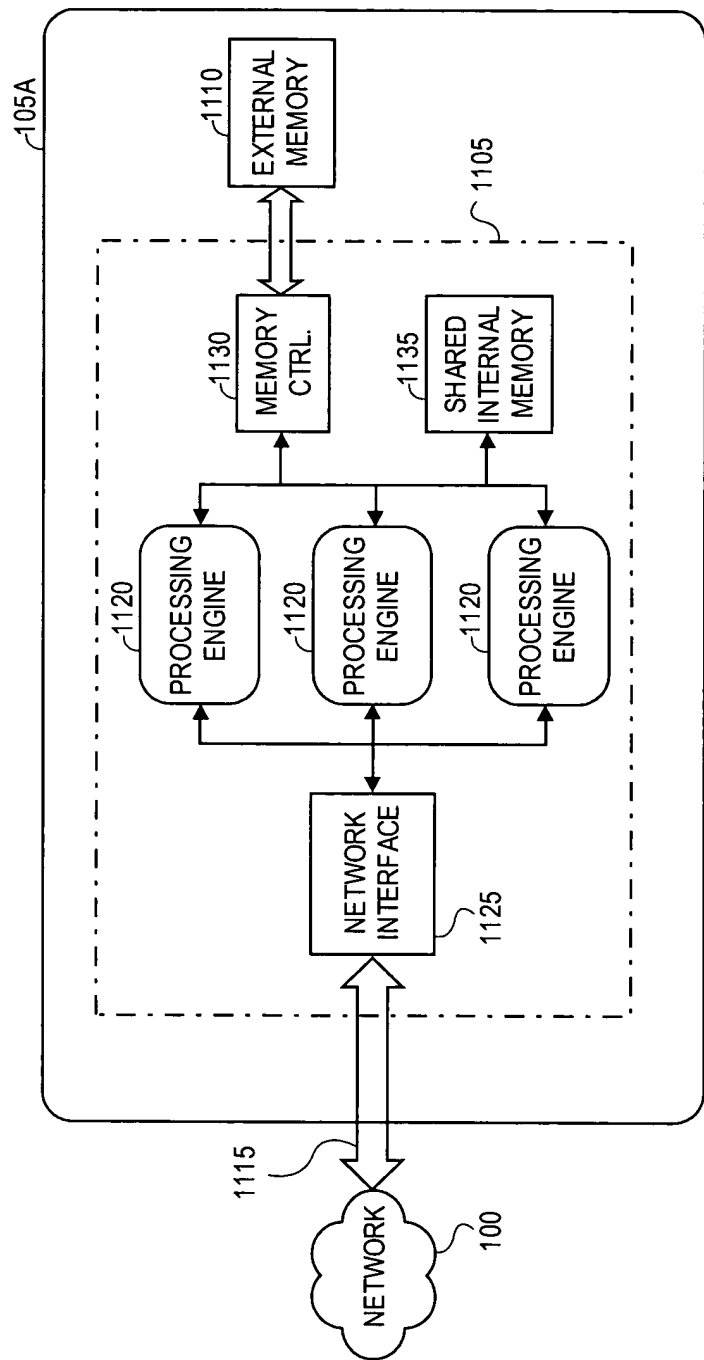 105A
1110
EXTERNAL
MEMORY
1105
1130
MEMORY
CTRL.
1135
SHARED
INTERNAL
MEMORY
1120
PROCESSING
ENGINE
1120
PROCESSING
ENGINE
1120
PROCESSING
ENGINE
NETWORK
INTERFACE
1125
1115
NETWORK
100